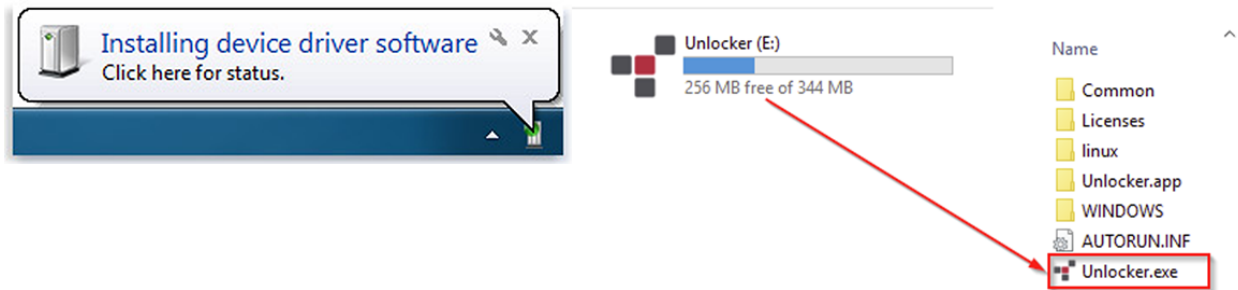 Installing device driver software
Click here for status.
Unlocker (E:)
256 MB free of 344 MB
Name
Common
Licenses
linux
Unlocker.app
WINDOWS
AUTORUN.INF
Unlocker.exe